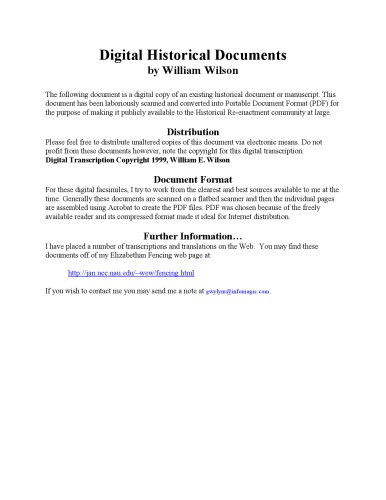 Digital Historical Documents
by William Wilson
The following document is a digital copy of an existing historical document or manuscript. This
document has been laboriously scanned and converted into Portable Document Format (PDF) for
the purpose of making it publicly available to the Historical Re-enactment community at large.
Distribution
Please feel free to distribute unaltered copies of this document via electronic means. Do not
profit from these documents however, note the copyright for this digital transcription:
Digital Transcription Copyright 1999, William E. Wilson
Document Format
For these digital facsimiles, I try to work from the clearest and best sources available to me at the
time. Generally these documents are scanned on a flatbed scanner and then the individual pages
are assembled using Acrobat to create the PDF files. PDF was chosen because of the freely
available reader and its compressed format made it ideal for Internet distribution.
Further Information…
I have placed a number of transcriptions and translations on the Web.  You may find these
documents off of my Elizabethan Fencing web page at:
http://jan.ucc.nau.edu/~wew/fencing.html
If you wish to contact me you may send me a note at gwylym@infomagic.com.